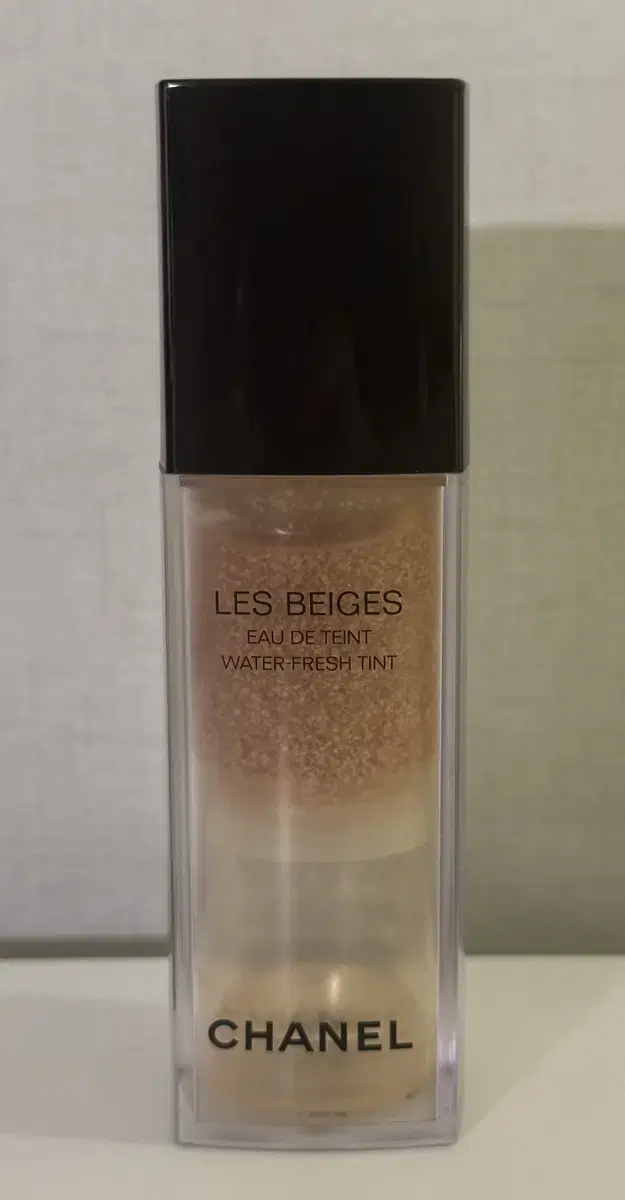 LES BEIGES
EAU DE TEINT
WATER-FRESH TINT
CHANEL